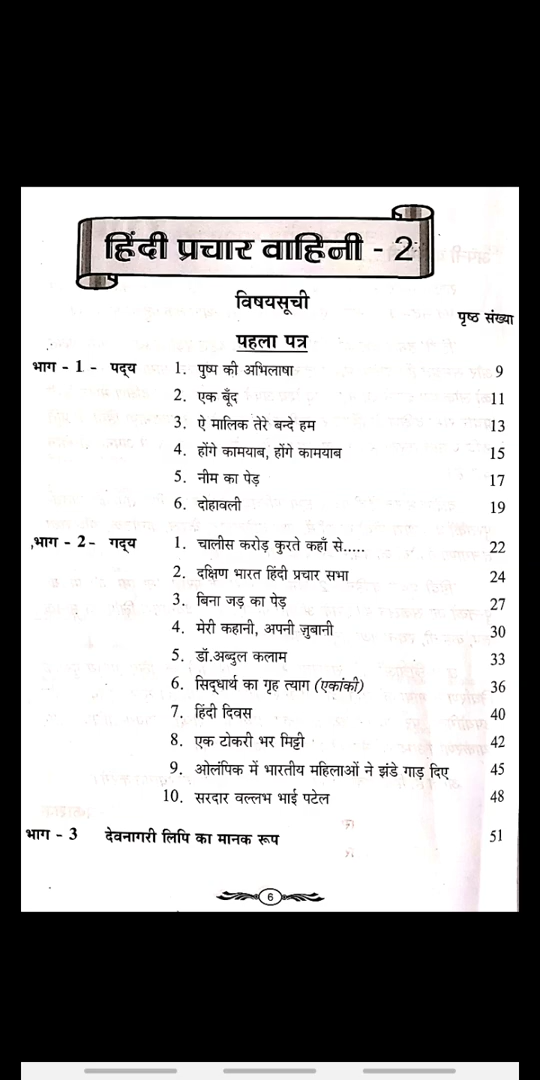 हिंदी प्रचार वाहिनी - 2
विषयसूची
पृष्ठ संख्या
पहला पत्र
भाग - 1 - पद्‌य 1. पुष्प की अभिलाषा 9
2. एक बूँद 11
3. ऐ मालिक तेरे बन्दे हम 13
4. होंगे कामयाब, होंगे कामयाब 15
5. नीम का पेड़ 17
6. दोहावली 19
भाग - 2 - गद्‌य 1. चालीस करोड़ कुरते कहाँ से..... 22
2. दक्षिण भारत हिंदी प्रचार सभा 24
3. बिना जड़ का पेड़ 27
4. मेरी कहानी, अपनी ज़ुबानी 30
5. डॉ.अब्दुल कलाम 33
6. सिद्‌धार्थ का गृह त्याग (एकांकी) 36
7. हिंदी दिवस 40
8. एक टोकरी भर मिट्टी 42
9. ओलंपिक में भारतीय महिलाओं ने झंडे गाड़ दिए 45
10. सरदार वल्लभ भाई पटेल 48
भाग - 3 देवनागरी लिपि का मानक रूप 51
6